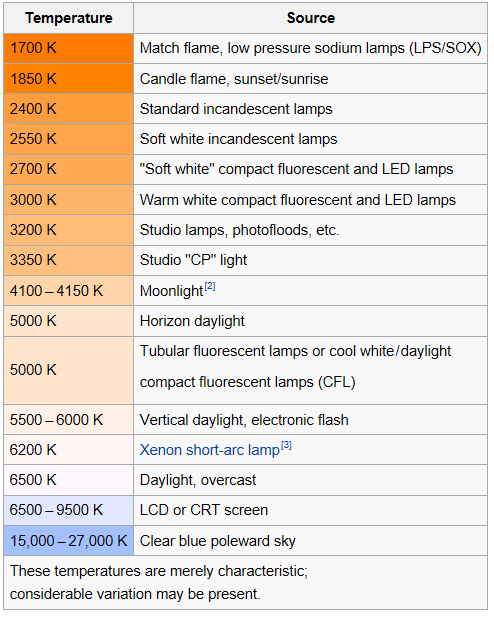 Temperature Source
1700 K Match flame, low pressure sodium lamps (LPS/SOX)
1850 K Candle flame, sunset/sunrise
2400 K Standard incandescent lamps
2550 K Soft white incandescent lamps
2700 K "Soft white" compact fluorescent and LED lamps
3000 K Warm white compact fluorescent and LED lamps
3200 K Studio lamps, photofloods, etc.
3350 K Studio "CP" light
4100 – 4150 K Moonlight[2]
5000 K Horizon daylight
5000 K Tubular fluorescent lamps or cool white/daylight
compact fluorescent lamps (CFL)
5500 – 6000 K Vertical daylight, electronic flash
6200 K Xenon short-arc lamp[3]
6500 K Daylight, overcast
6500 – 9500 K LCD or CRT screen
15,000 – 27,000 K Clear blue poleward sky
These temperatures are merely characteristic;
considerable variation may be present.